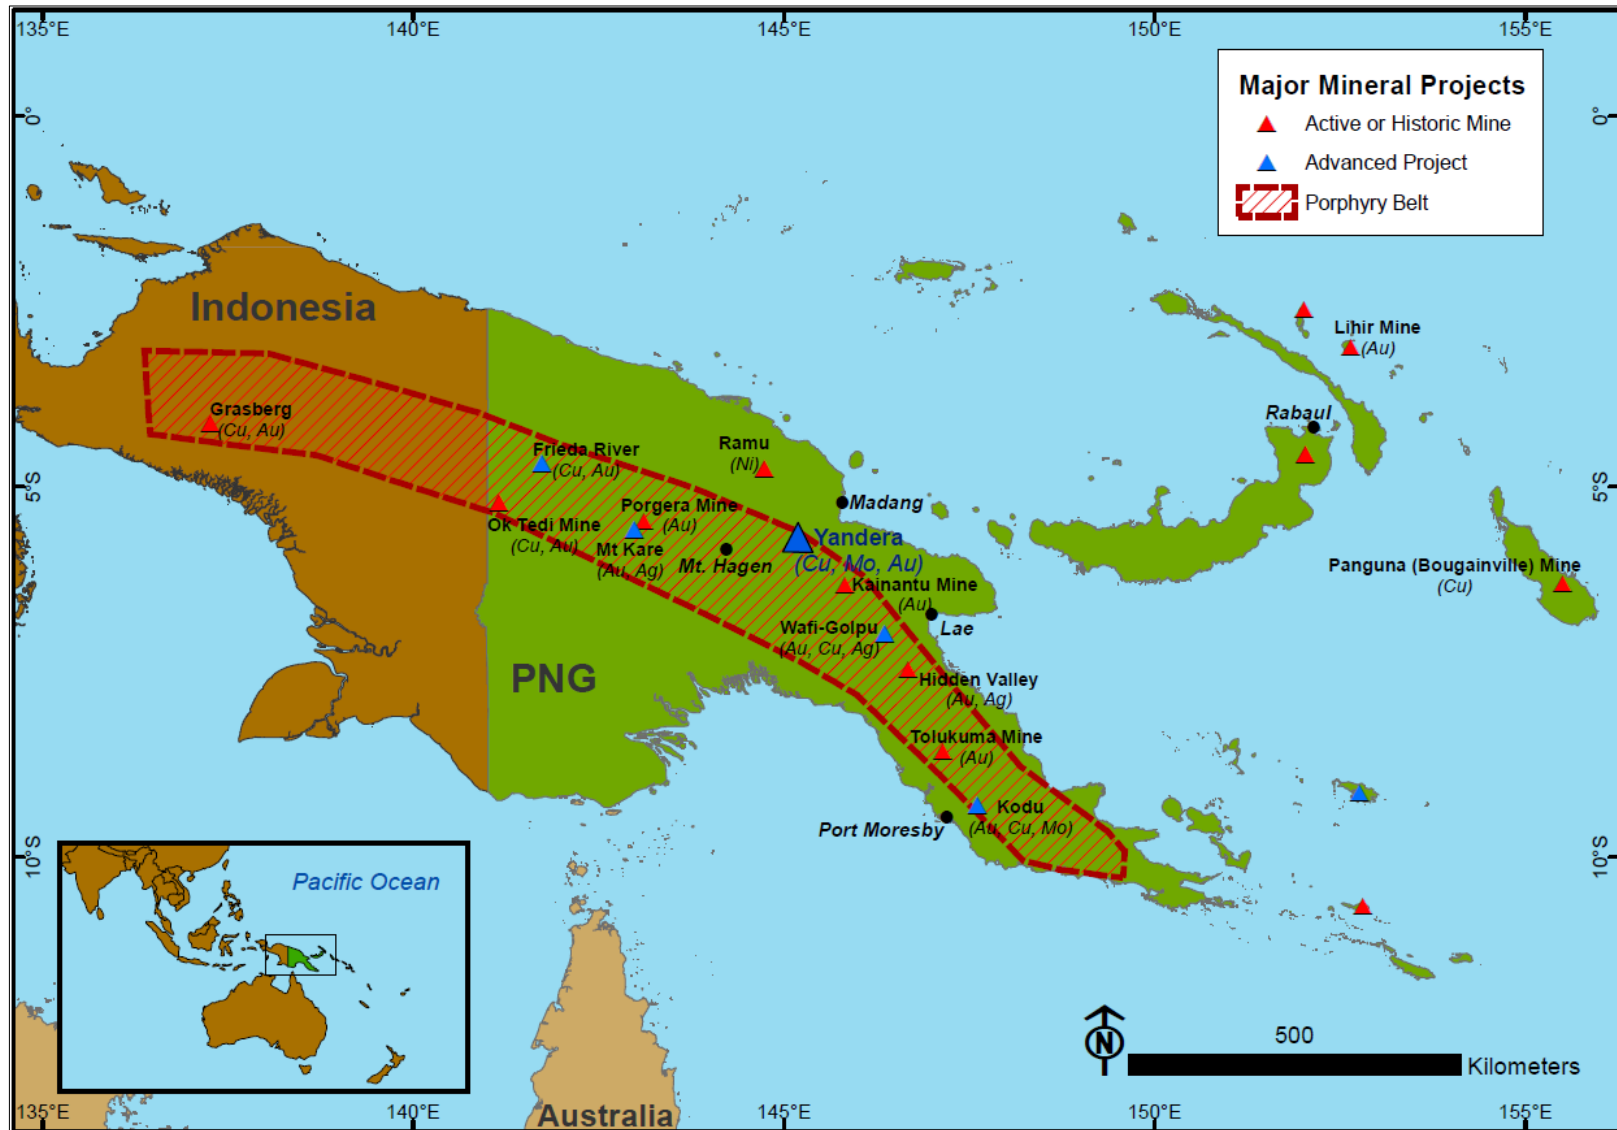 135°E
140°E
145°E
150°E
155°E
Major Mineral Projects
Active or Historic Mine
Advanced Project
Porphyry Belt
0°
0°
Indonesia
Lihir Mine
(Au)
Grasberg
(Cu, Au)
Rabaul
Frieda River
(Cu, Au)
Ramu
(Ni)
5°S
5°S
Madang
Porgera Mine
(Au)
Ok Tedi Mine
(Cu, Au)
Mt Kare
(Au, Ag)
Mt. Hagen
Yandera
(Cu, Mo, Au)
Kainantu Mine
(Au)
Panguna (Bougainville) Mine
(Cu)
Lae
Wafi-Golpu
(Au, Cu, Ag)
PNG
Hidden Valley
(Au, Ag)
Tolukuma Mine
(Au)
Kodu
(Au, Cu, Mo)
Port Moresby
10°S
10°S
Pacific Ocean
N
500
Kilometers
Australia
135°E
140°E
145°E
150°E
155°E